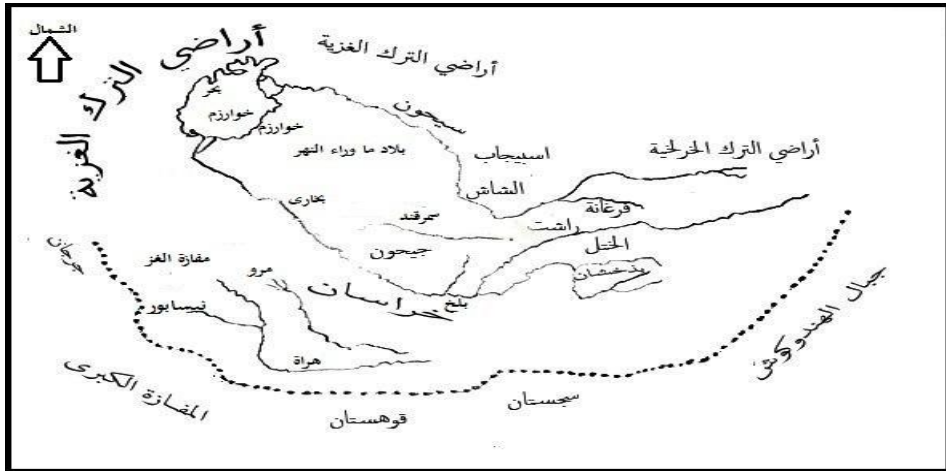 الشمال
أراضي الترك الغزية
أراضي الترك الغزية
بحر
خوارزم
خوارزم
سيحون
بلاد ما وراء النهر
اسبيجاب
أراضي الترك الخرلخية
الشاش
فرغانة
بخارى
سمرقند
راشت
جيحون
الختل
بذخشان
جرجان
مفازة الغز
مرو
نيسابور
بلخ
هراة
جبال الهندوكوش
المفازة الكبرى
قوهستان
سجستان